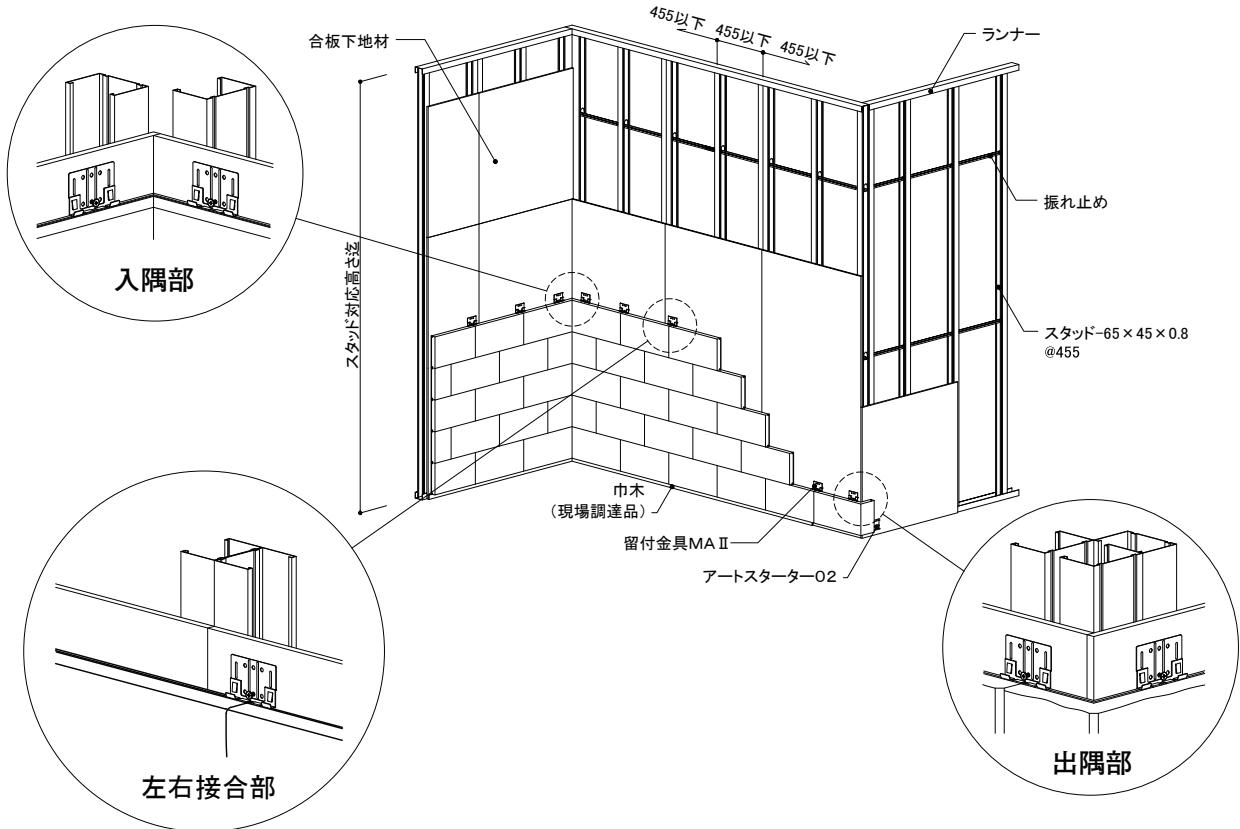 455以下
455以下
455以下
合板下地材
ランナー
振れ止め
入隅部
スタッド対応高さ迄
スタッド-65×45×0.8
@455
巾木
(現場調達品)
留付金具MAⅡ
アートスターター02
左右接合部
出隅部